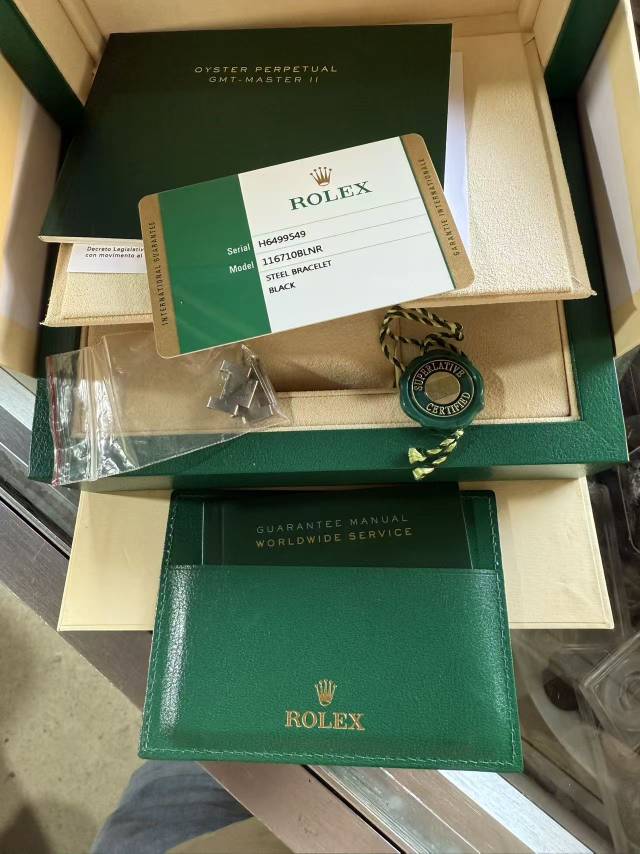 OYSTER PERPETUAL
GMT-MASTER II
Decreto Legislativ
con movimento al
INTERNATIONAL GUARANTEE
ROLEX
Serial H6499549
Model 116710BLNR
STEEL BRACELET
BLACK
GARANTIE INTERNATIONALE
SUPERLATIVE
CERTIFIED
GUARANTEE MANUAL
WORLDWIDE SERVICE
ROLEX